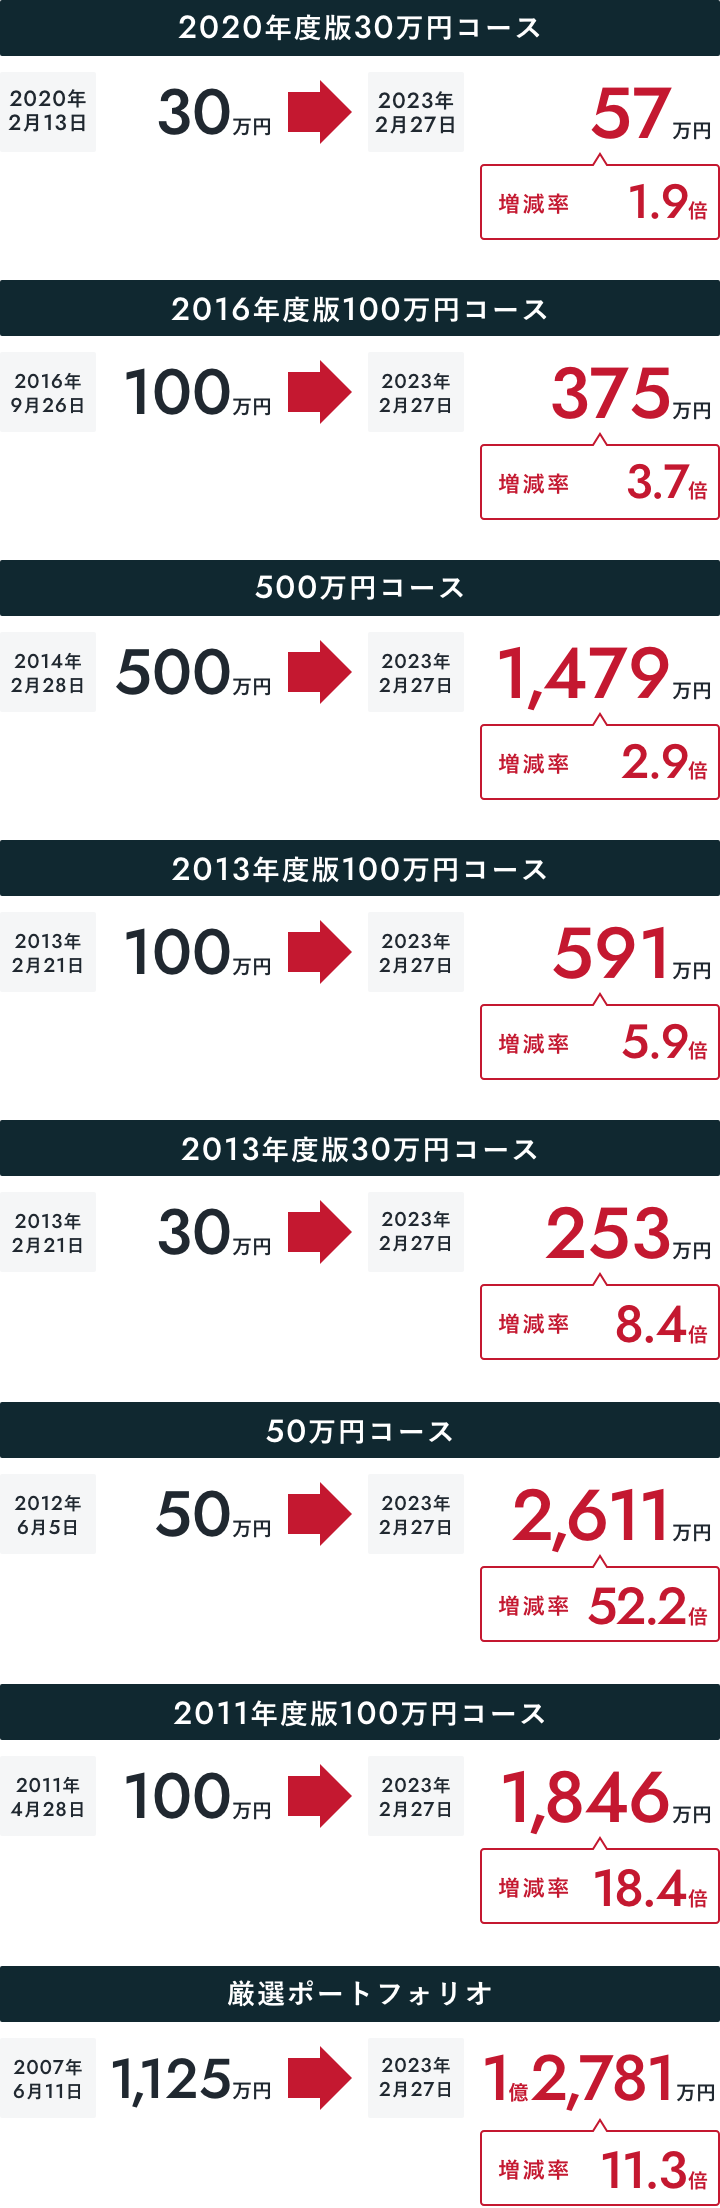 2020年度版30万円コース
2020年
2月13日
30万円
2023年
2月27日
57万円
増減率 1.9倍
2016年度版100万円コース
2016年
9月26日
100万円
2023年
2月27日
375万円
増減率 3.7倍
500万円コース
2014年
2月28日
500万円
2023年
2月27日
1,479万円
増減率 2.9倍
2013年度版100万円コース
2013年
2月21日
100万円
2023年
2月27日
591万円
増減率 5.9倍
2013年度版30万円コース
2013年
2月21日
30万円
2023年
2月27日
253万円
増減率 8.4倍
50万円コース
2012年
6月5日
50万円
2023年
2月27日
2,611万円
増減率 52.2倍
2011年度版100万円コース
2011年
4月28日
100万円
2023年
2月27日
1,846万円
増減率 18.4倍
厳選ポートフォリオ
2007年
6月11日
1,125万円
2023年
2月27日
1億2,781万円
増減率 11.3倍